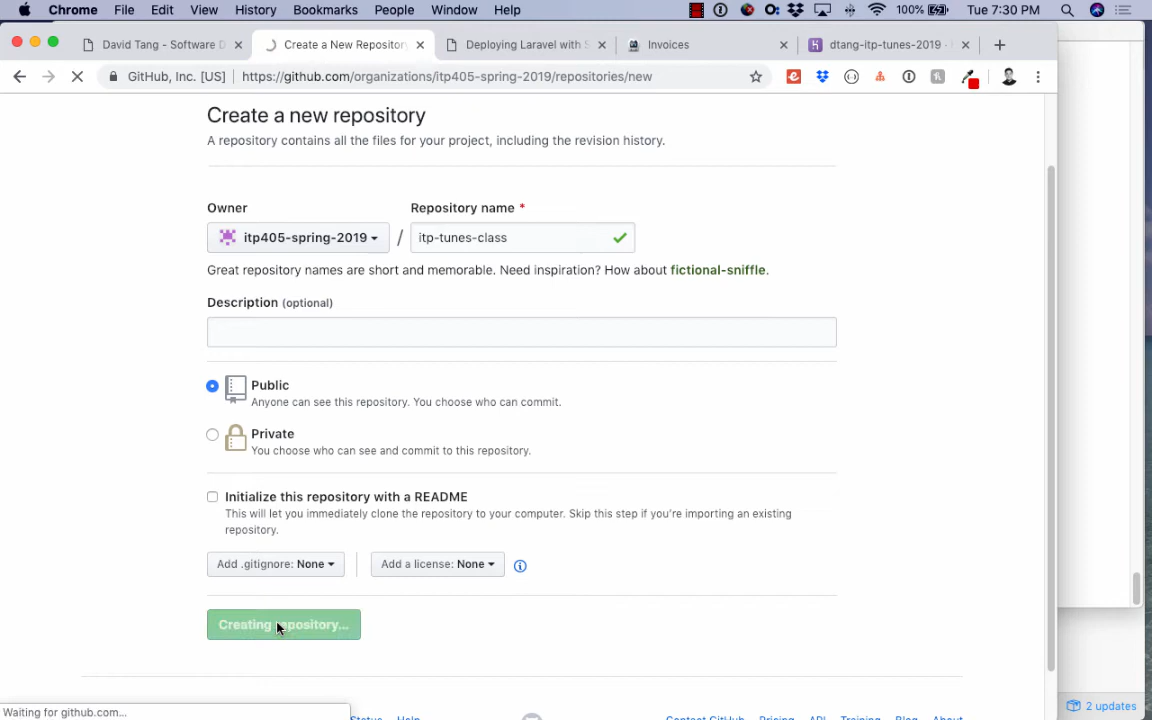 Chrome File Edit View History Bookmarks People Window Help 100% Tue 7:30 PM
David Tang - Software D Create a New Repository Deploying Laravel with S Invoices dtang-itp-tunes-2019 ·
GitHub, Inc. [US] https://github.com/organizations/itp405-spring-2019/repositories/new
Create a new repository
A repository contains all the files for your project, including the revision history.
Owner Repository name *
itp405-spring-2019 / itp-tunes-class
Great repository names are short and memorable. Need inspiration? How about fictional-sniffle.
Description (optional)
Public
Anyone can see this repository. You choose who can commit.
Private
You choose who can see and commit to this repository.
Initialize this repository with a README
This will let you immediately clone the repository to your computer. Skip this step if you're importing an existing
repository.
Add .gitignore: None Add a license: None
Creating repository...
Waiting for github.com...
Status Help Contact GitHub Pricing API Training Blog About
2 updates